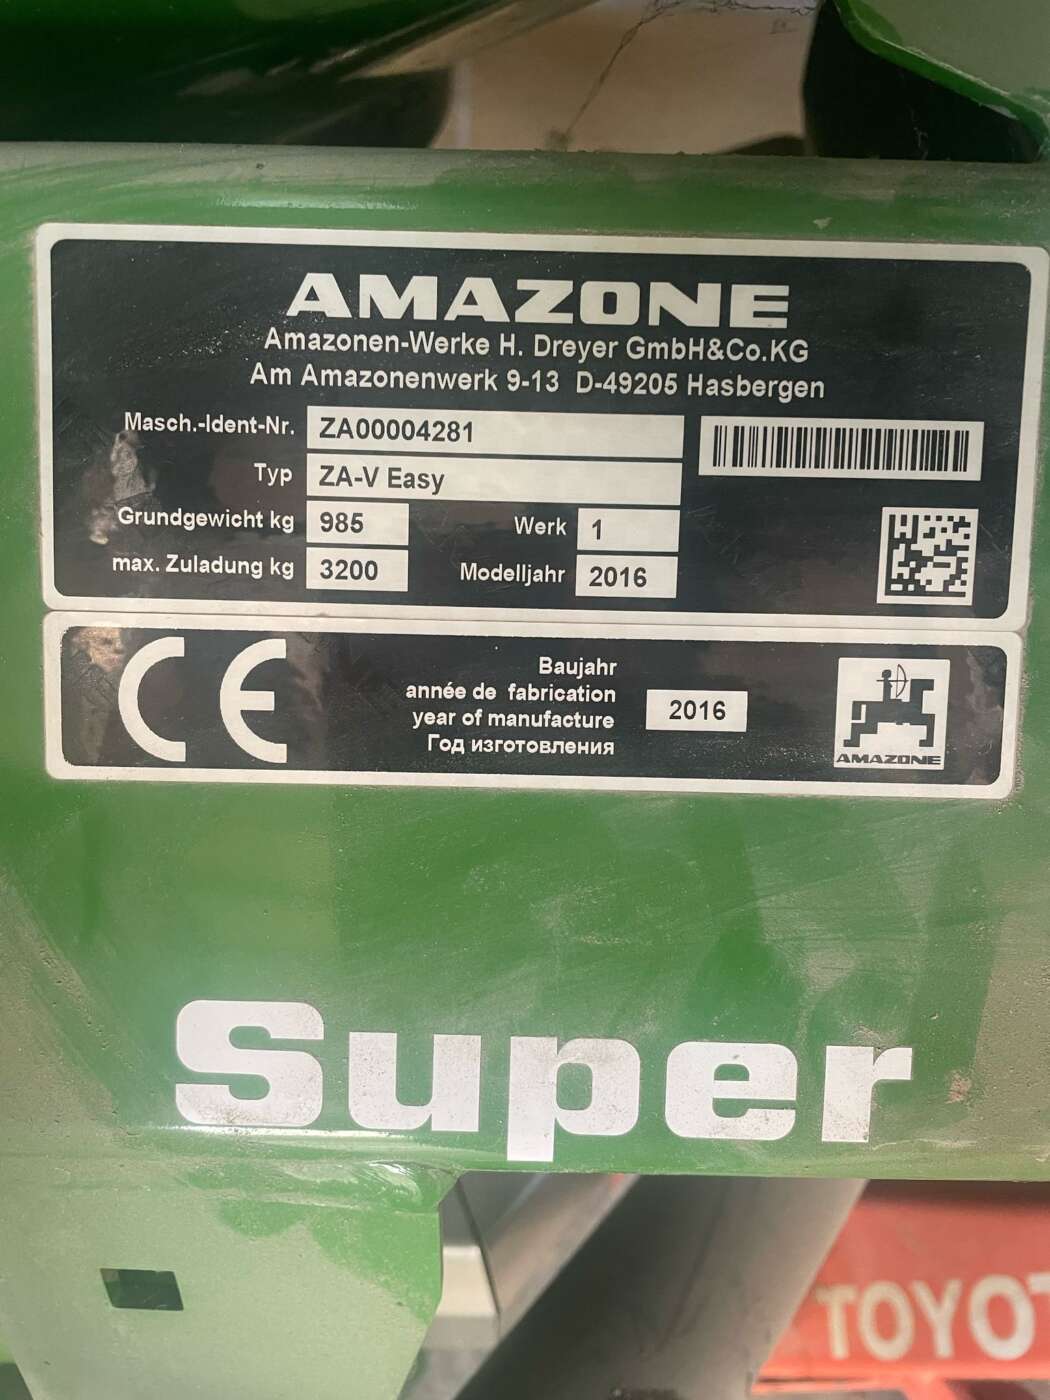 AMAZONE
Amazonen-Werke H. Dreyer GmbH&Co.KG
Am Amazonenwerk 9-13 D-49205 Hasbergen
Masch.-Ident-Nr. ZA00004281
Typ ZA-V Easy
Grundgewicht kg 985 Werk 1
max. Zuladung kg 3200 Modelljahr 2016
CE
Baujahr
année de fabrication
year of manufacture
Год изготовления
2016
AMAZONE
Super
TOYOT